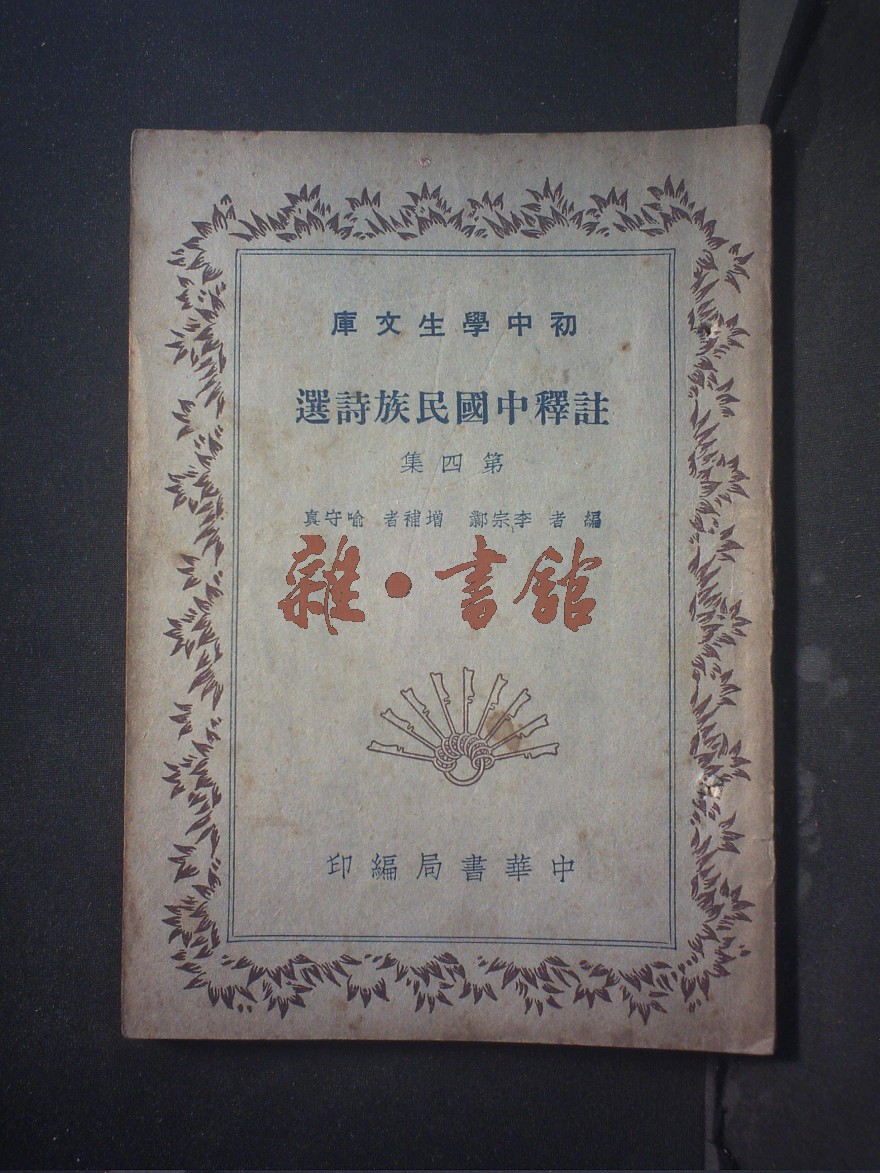 初中學生文庫
註釋中國民族詩選
第四集
編者 李宗鄴 增補者 喻守真
雜·書館
中華書局編印